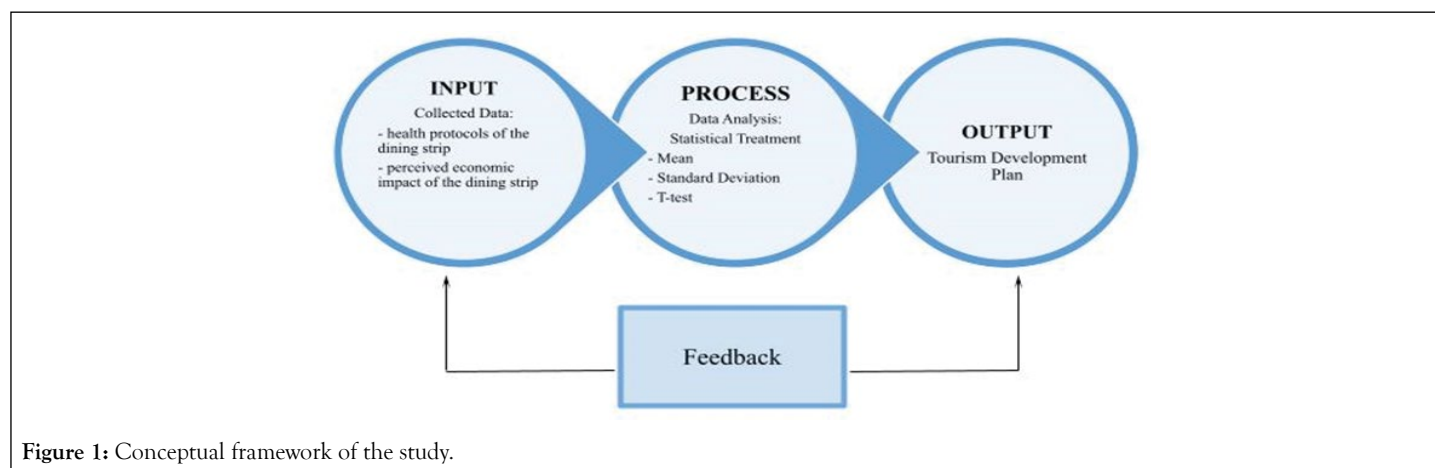 INPUT
Collected Data:
- health protocols of the
dining strip
- perceived economic
impact of the dining strip
PROCESS
Data Analysis:
Statistical Treatment
- Mean
- Standard Deviation
- T-test
OUTPUT
Tourism Development
Plan
Feedback
Figure 1: Conceptual framework of the study.